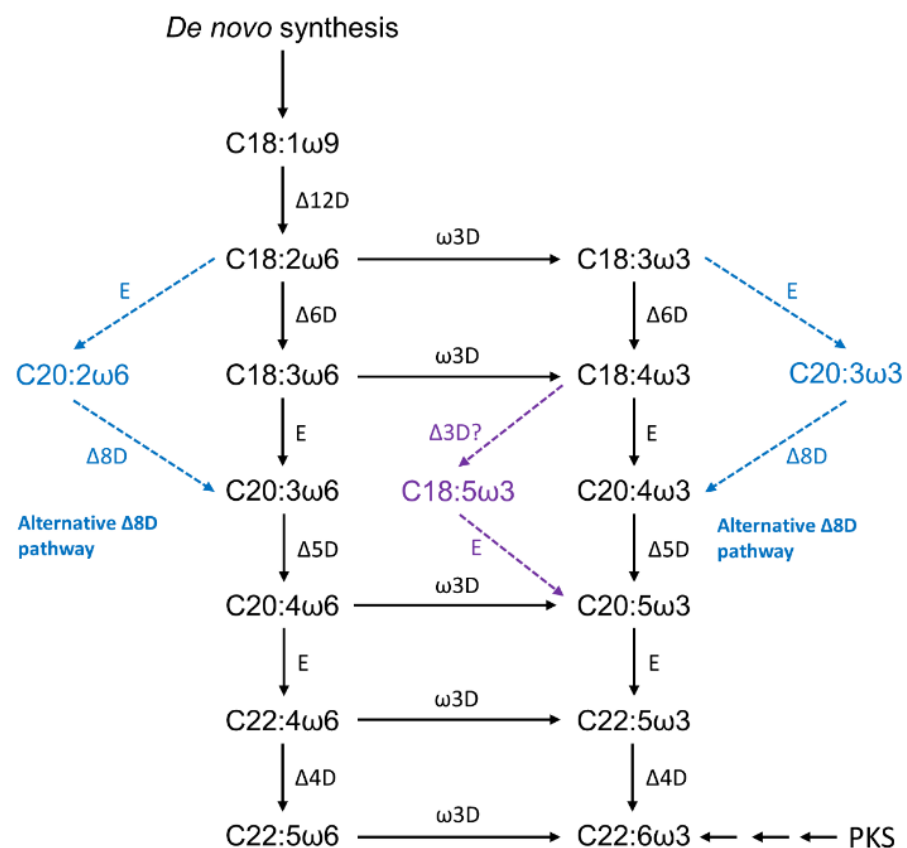 De novo synthesis
C18:1ω9
Δ12D
C18:2ω6
ω3D
C18:3ω3
E
Δ6D
Δ6D
E
C20:2ω6
C18:3ω6
ω3D
C18:4ω3
C20:3ω3
Δ8D
E
Δ3D?
E
Δ8D
C20:3ω6
C18:5ω3
C20:4ω3
Alternative Δ8D
pathway
Δ5D
E
Δ5D
Alternative Δ8D
pathway
C20:4ω6
ω3D
C20:5ω3
E
E
C22:4ω6
ω3D
C22:5ω3
Δ4D
Δ4D
C22:5ω6
ω3D
C22:6ω3
PKS